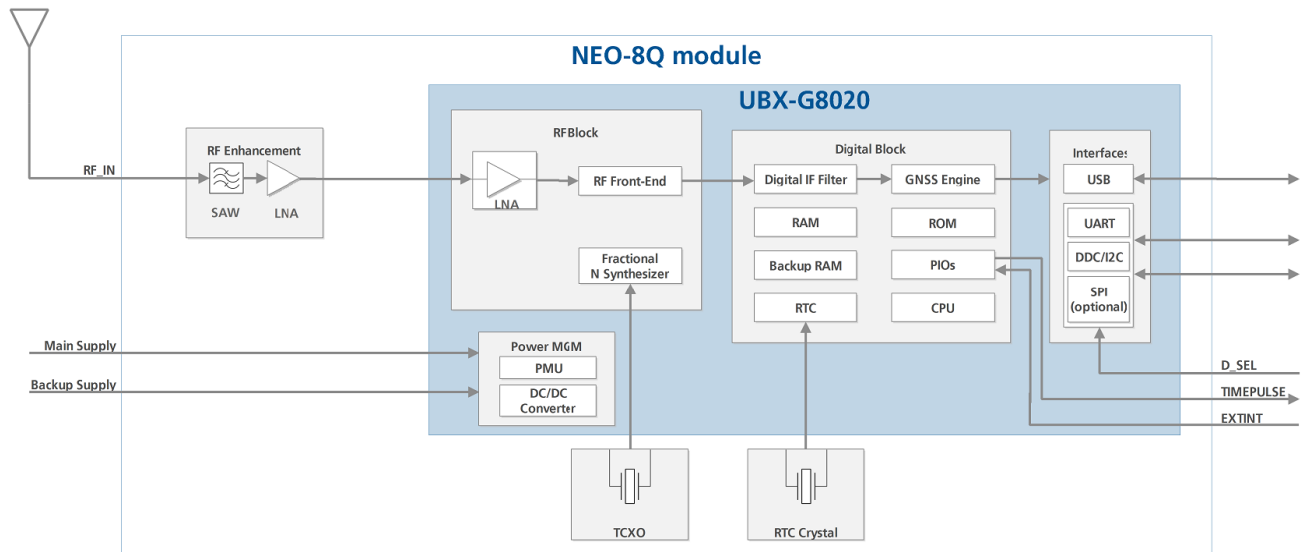 NEO-8Q module
UBX-G8020
RF_IN
RF Enhancement
SAW
LNA
RFBlock
LNA
RF Front-End
Fractional
N Synthesizer
Digital Block
Digital IF Filter
GNSS Engine
RAM
ROM
Backup RAM
PIOs
RTC
CPU
Interfaces
USB
UART
DDC/I2C
SPI
(optional)
Main Supply
Backup Supply
Power MGM
PMU
DC/DC
Converter
D_SEL
TIMEPULSE
EXTINT
TCXO
RTC Crystal